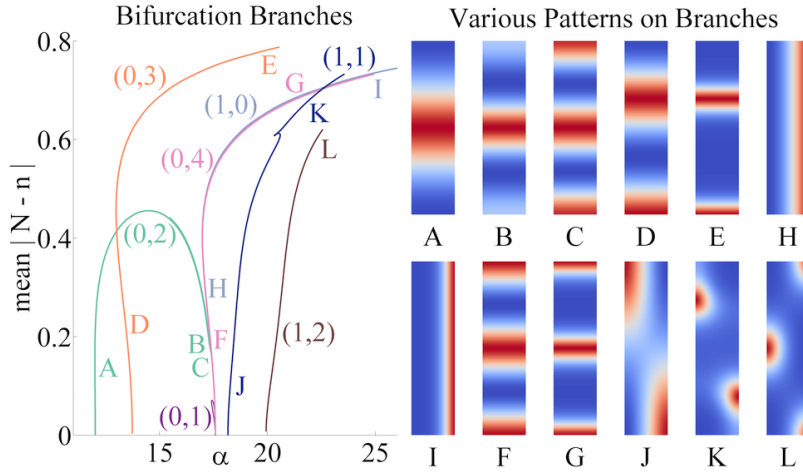 Bifurcation Branches
Various Patterns on Branches
mean | N - n |
0.8
0.6
0.4
0.2
0
15
α
20
25
(0,3)
E
(1,1)
(1,0)
G
I
K
(0,4)
L
(0,2)
H
D
F
B
A
C
(1,2)
J
(0,1)
A B C D E H
I F G J K L